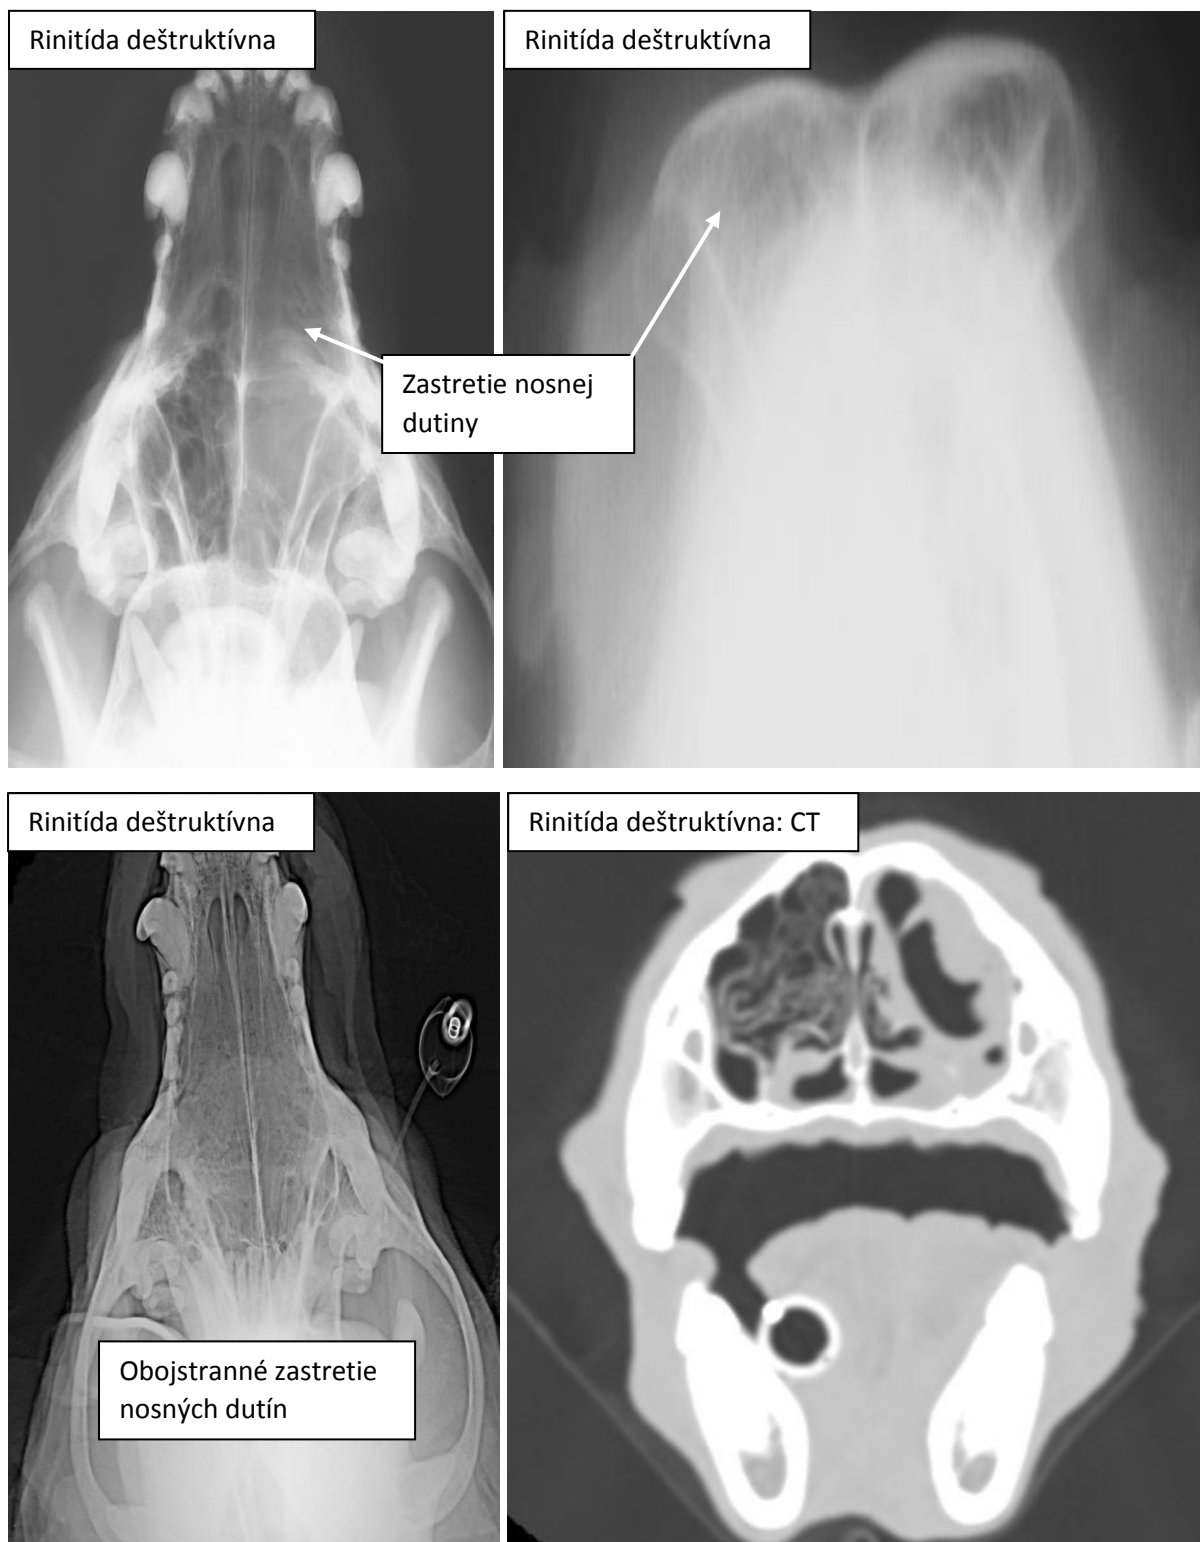 Rinitída deštruktívna
Rinitída deštruktívna
Zastretie nosnej
dutiny
Rinitída deštruktívna
Rinitída deštruktívna: CT
Obojstranné zastretie
nosných dutín